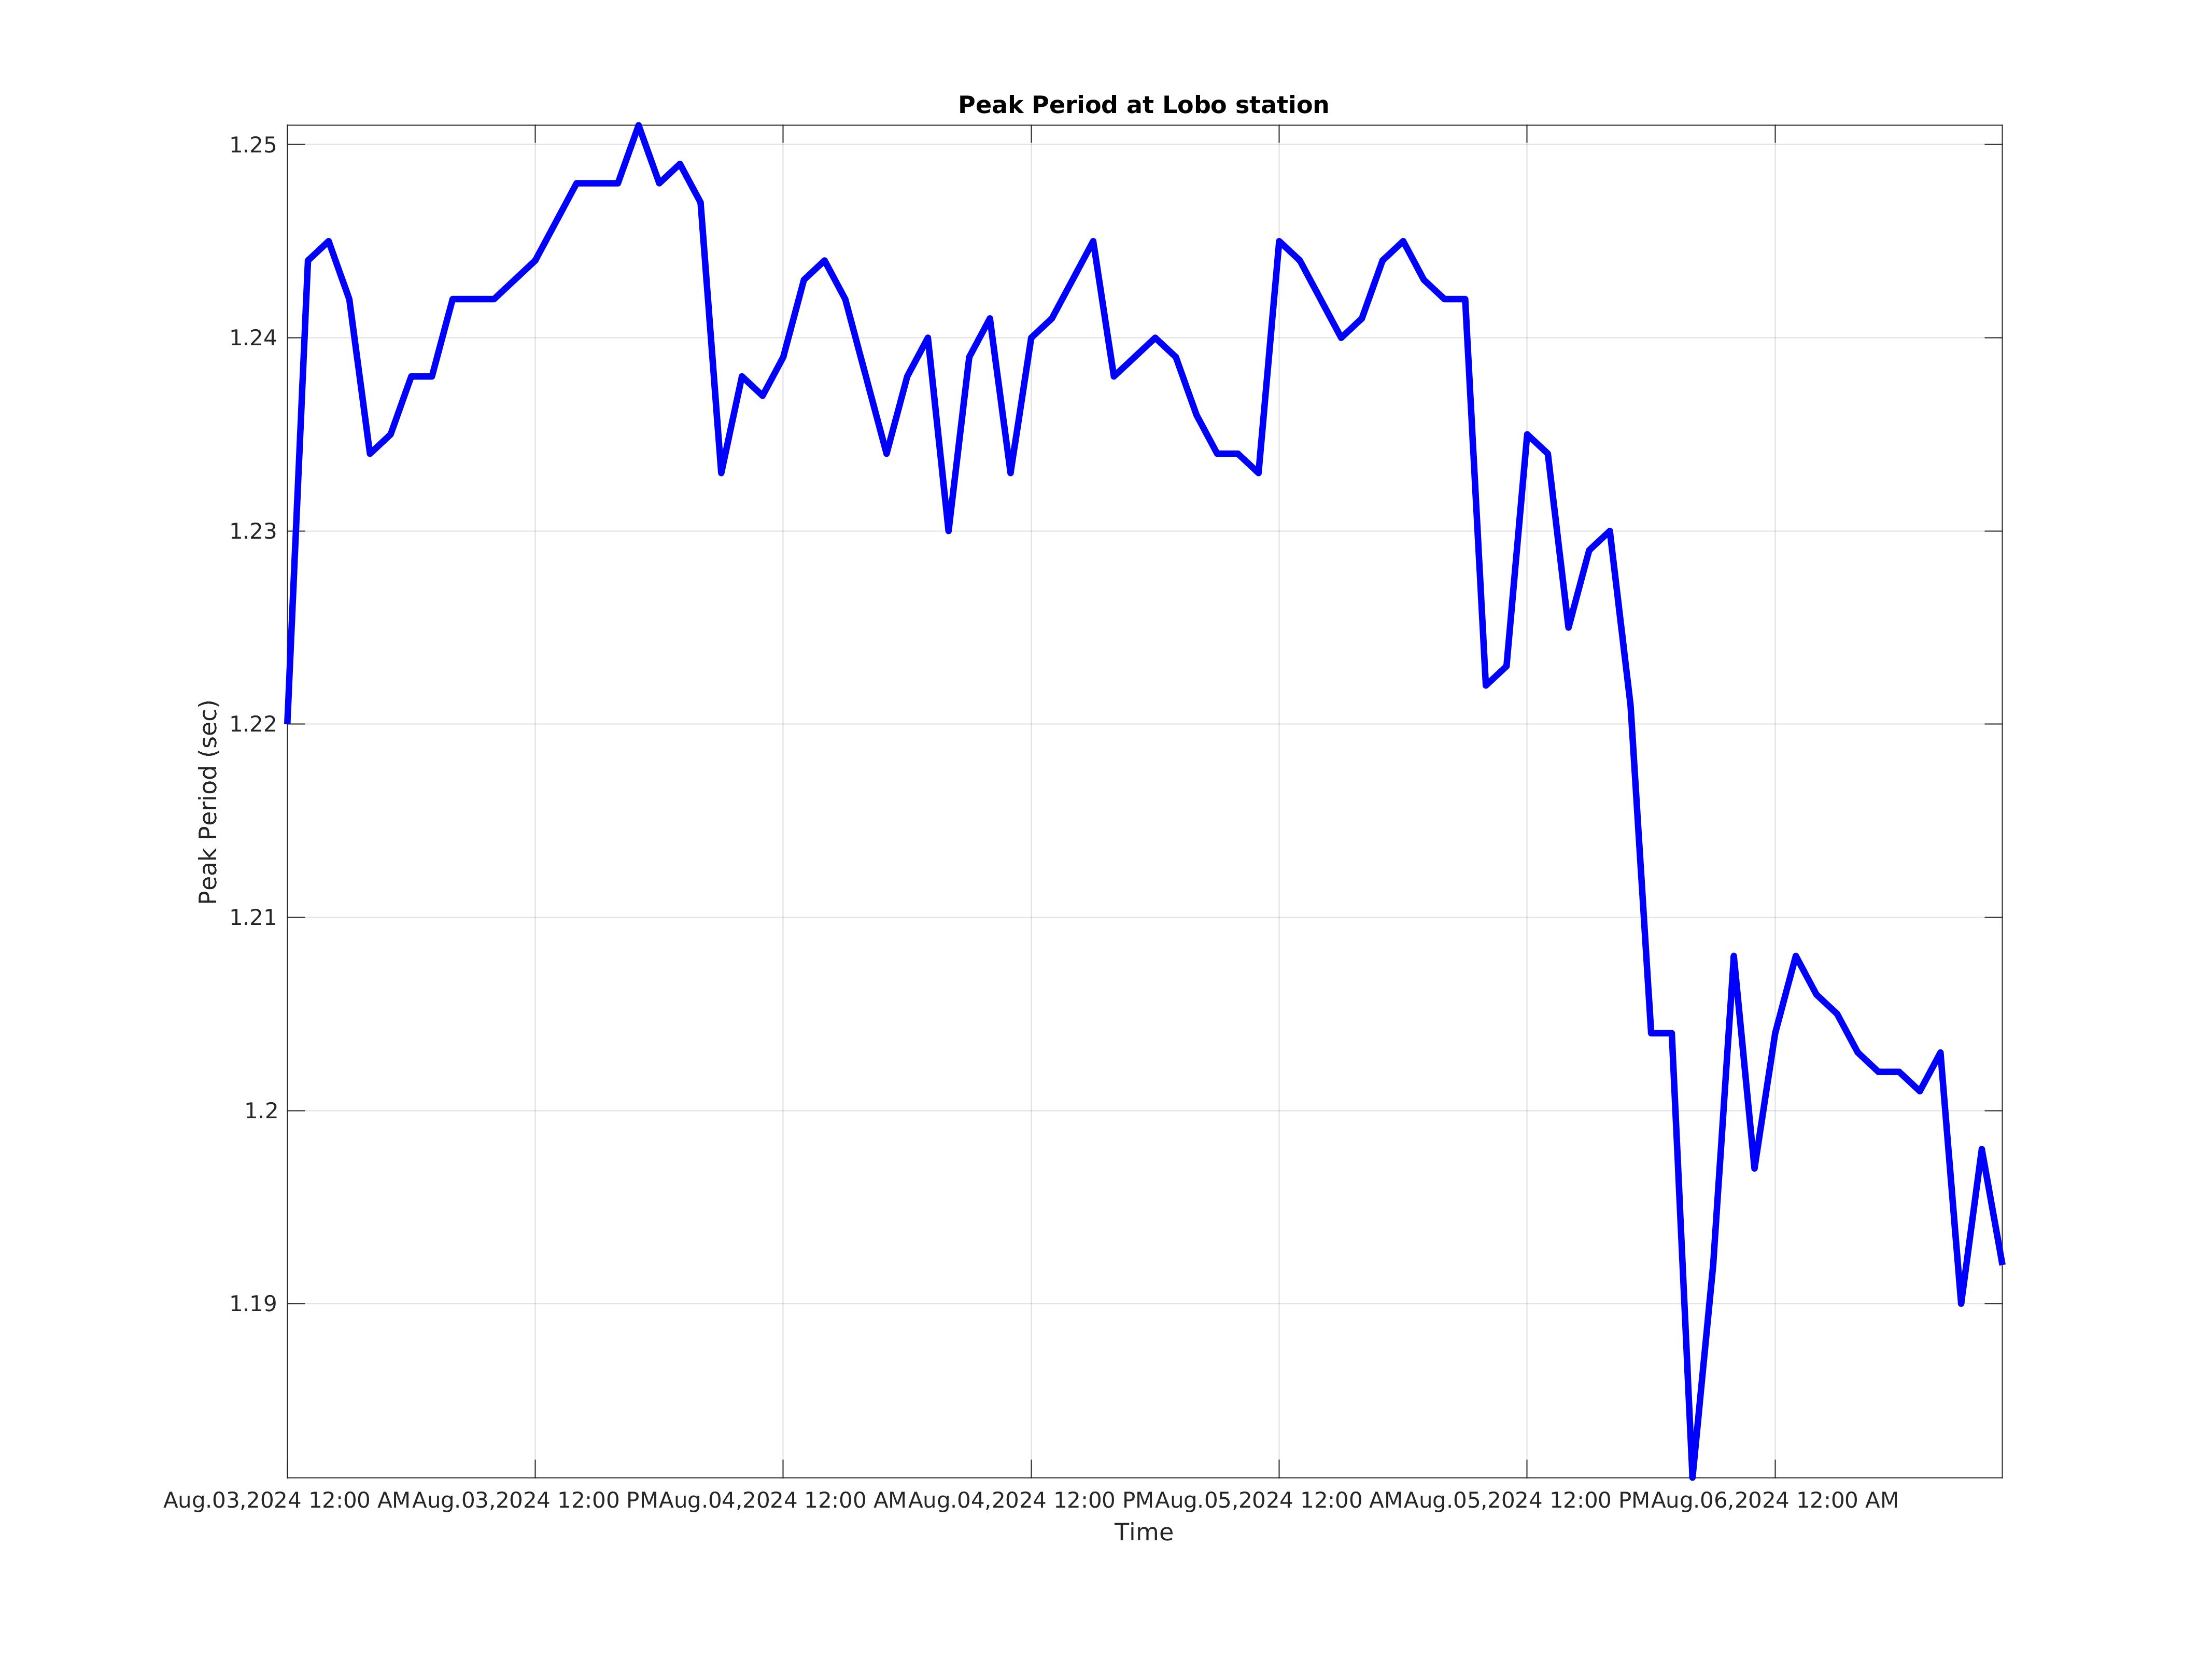 Peak Period at Lobo station
1.25
1.24
1.23
1.22
1.21
1.2
1.19
Peak Period (sec)
Aug.03,2024 12:00 AM Aug.03,2024 12:00 PM Aug.04,2024 12:00 AM Aug.04,2024 12:00 PM Aug.05,2024 12:00 AM Aug.05,2024 12:00 PM Aug.06,2024 12:00 AM
Time